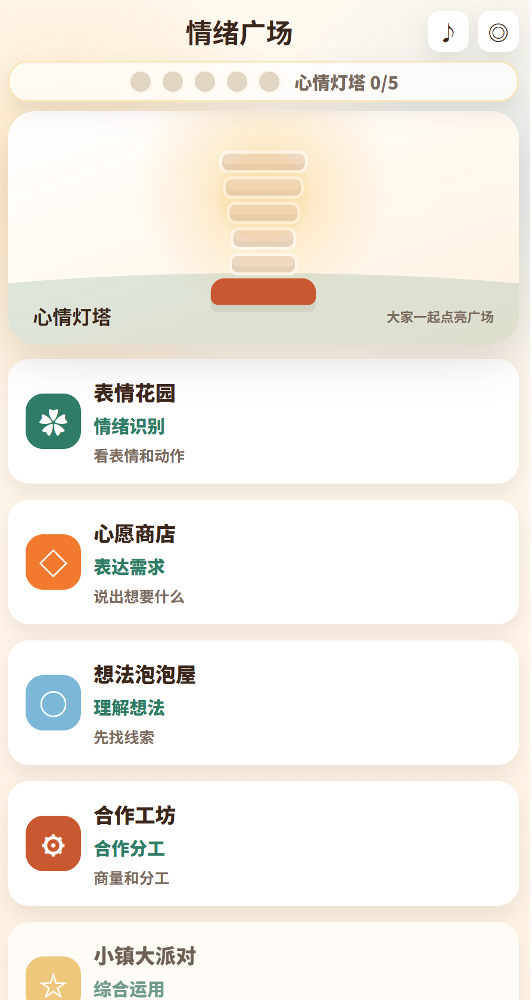 情绪广场
心情灯塔 0/5
心情灯塔
大家一起点亮广场
表情花园
情绪识别
看表情和动作
心愿商店
表达需求
说出想要什么
想法泡泡屋
理解想法
先找线索
合作工坊
合作分工
商量和分工
小镇大派对
综合运用